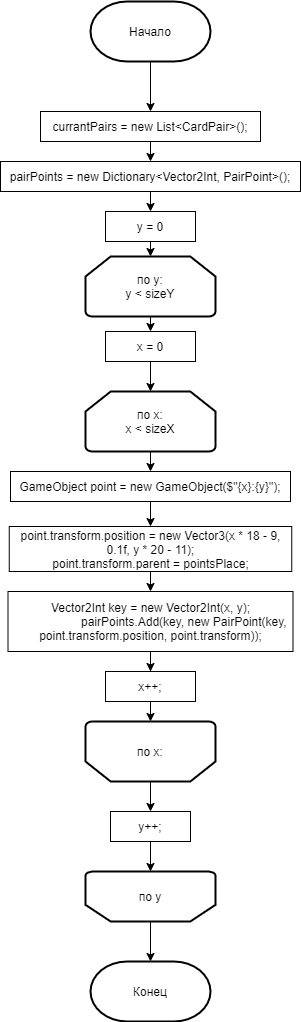 Начало
currantPairs = new List<CardPair>();
pairPoints = new Dictionary<Vector2Int, PairPoint>();
y = 0
по y:
y < sizeY
x = 0
по x:
x < sizeX
GameObject point = new GameObject($"{x}:{y}");
point.transform.position = new Vector3(x * 18 - 9,
0.1f, y * 20 - 11);
point.transform.parent = pointsPlace;
Vector2Int key = new Vector2Int(x, y);
pairPoints.Add(key, new PairPoint(key,
point.transform.position, point.transform));
x++;
по x:
y++;
по y
Конец